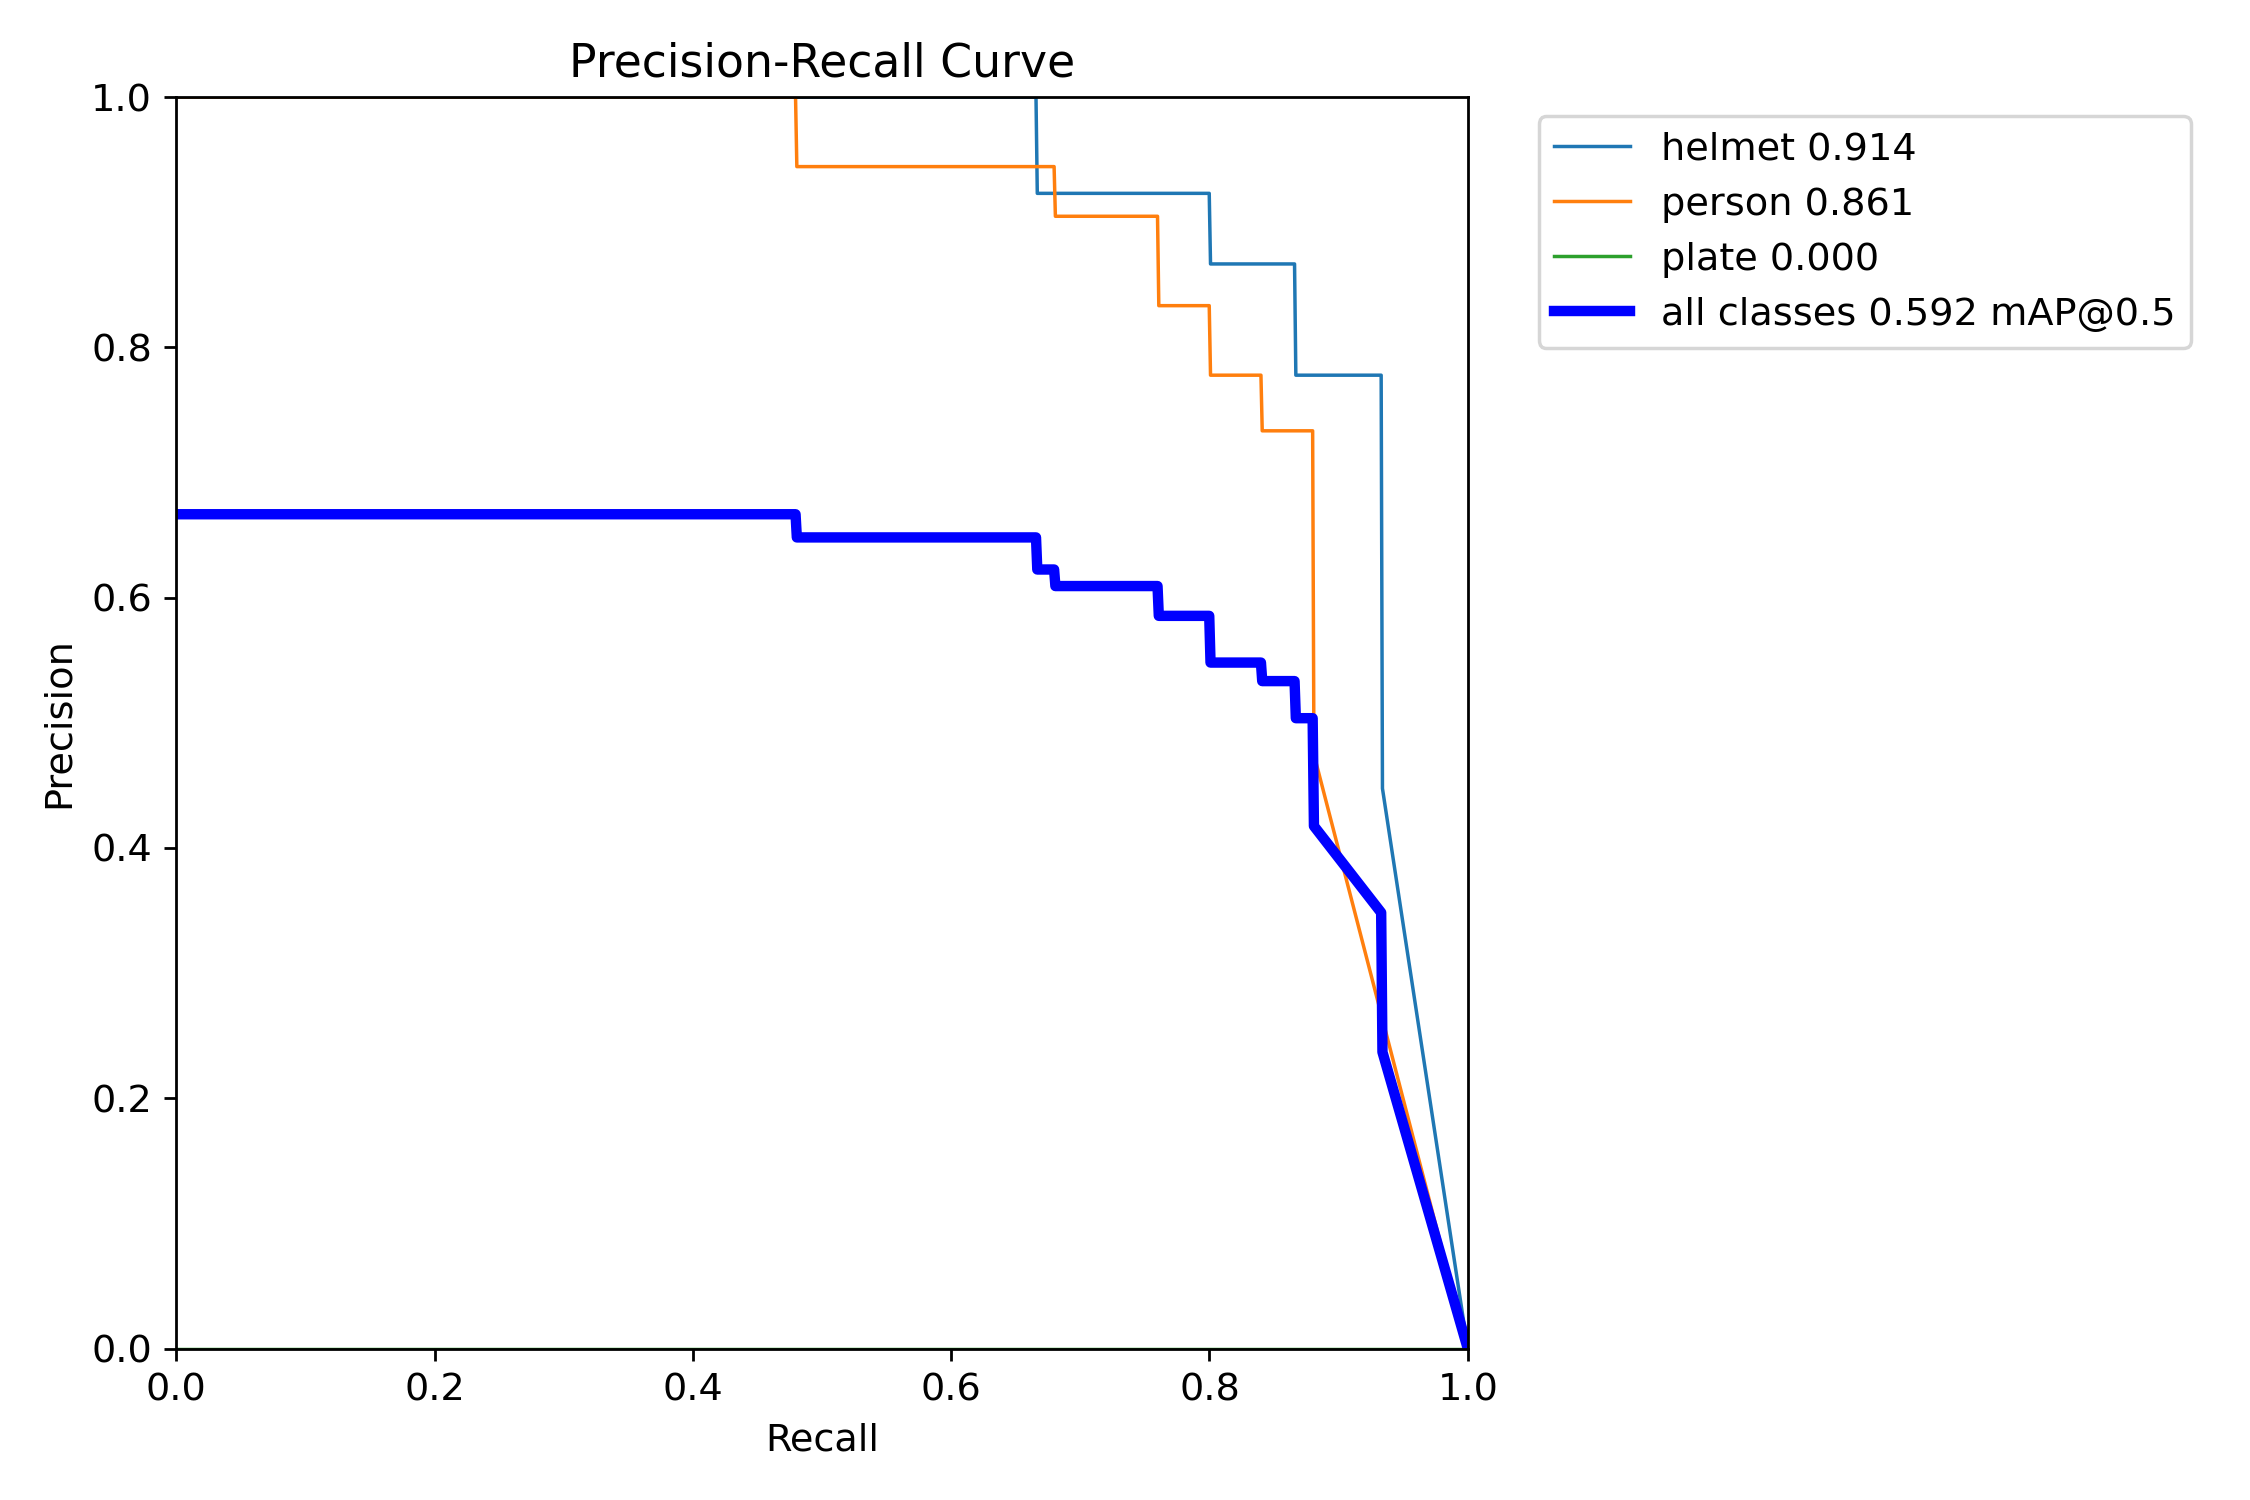 Precision-Recall Curve
helmet 0.914
person 0.861
plate 0.000
all classes 0.592 mAP@0.5
1.0
0.8
0.6
0.4
0.2
0.0
Precision
0.0 0.2 0.4 0.6 0.8 1.0
Recall